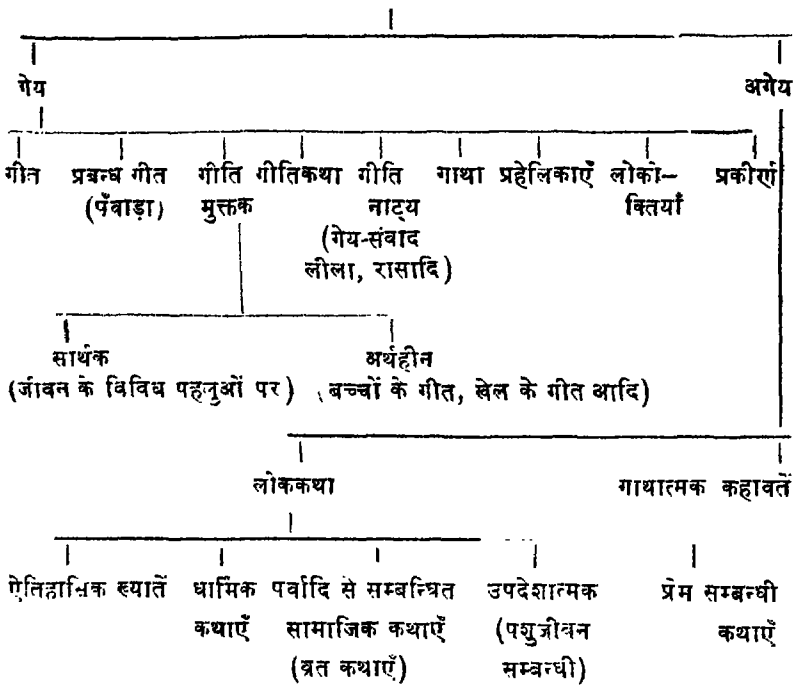 गेय अगेय
गीत प्रबन्ध गीत गीति गीतिकथा गीति गाथा प्रहेलिकाएँ लोको– प्रकीर्ण
(पँवाड़ा) मुक्तक नाट्य क्तियाँ
(गेय-संवाद
लीला, रासादि)
सार्थक अर्थहीन
(जीवन के विविध पहलुओं पर) (बच्चों के गीत, खेल के गीत आदि)
लोककथा गाथात्मक कहावतें
ऐतिहासिक ख्यातें धार्मिक पर्वादि से सम्बन्धित उपदेशात्मक प्रेम सम्बन्धी
कथाएँ सामाजिक कथाएँ (पशुजीवन कथाएँ
(व्रत कथाएँ) सम्बन्धी)